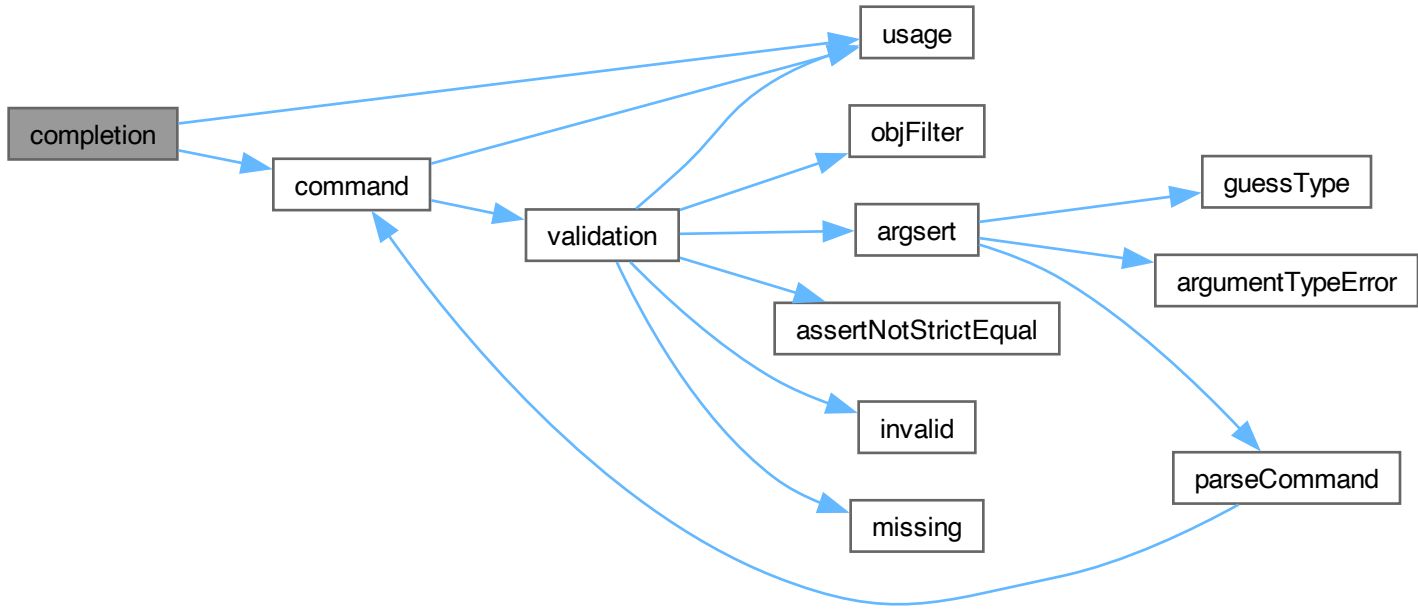 completion
command
validation
usage
objFilter
argsert
assertNotStrictEqual
invalid
missing
guessType
argumentTypeError
parseCommand